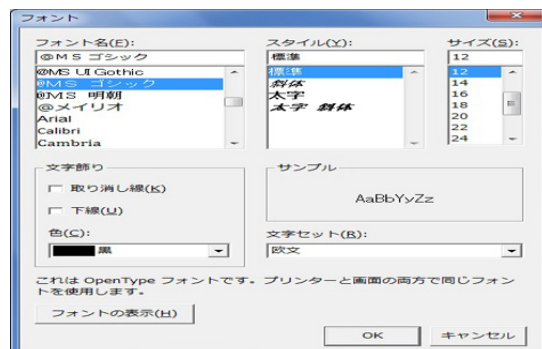 フォント
フォント名(F):
@ＭＳ ゴシック
@MS UI Gothic
@ＭＳ ゴシック
@ＭＳ 明朝
@メイリオ
Arial
Calibri
Cambria
スタイル(Y):
標準
標準
斜体
太字
太字 斜体
サイズ(S):
12
12
14
16
18
20
22
24
文字飾り
取り消し線(K)
下線(U)
色(C):
黒
サンプル
AaBbYyZz
文字セット(R):
欧文
これは OpenType フォントです。プリンターと画面の両方で同じフォン
トを使用します。
フォントの表示(H)
OK
キャンセル